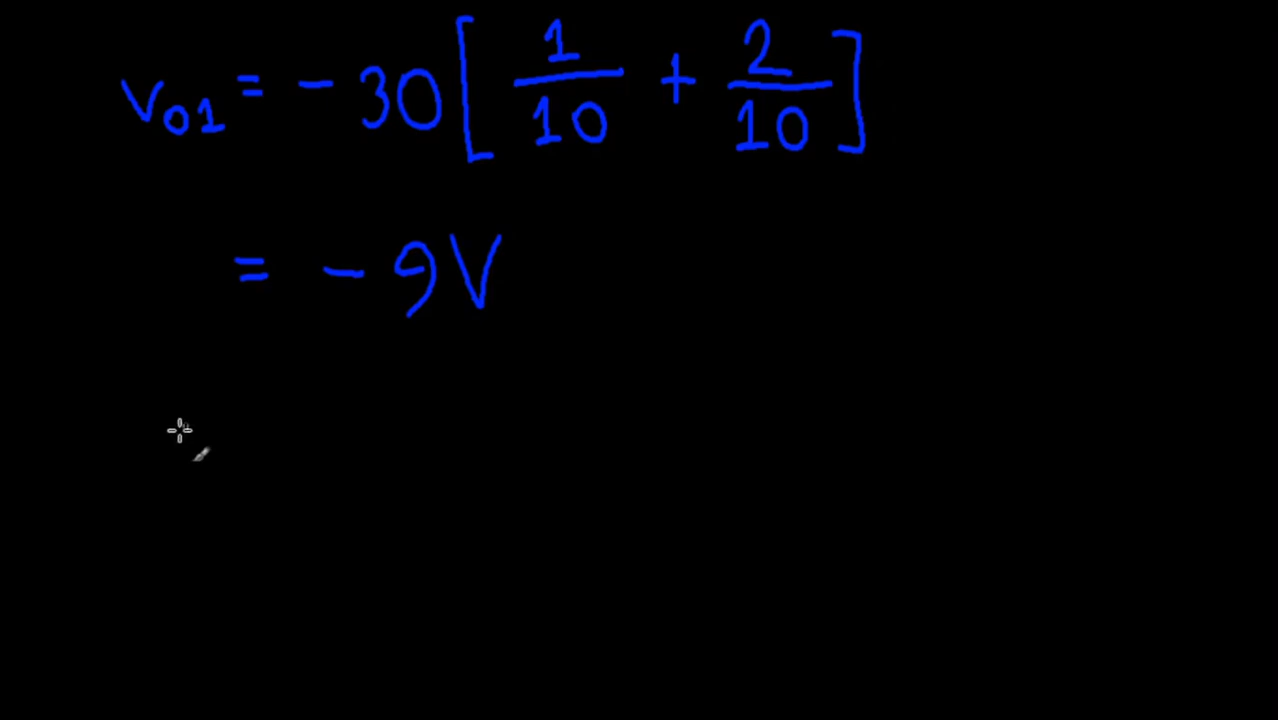 v₀₁ = - 30 [ 1/10 + 2/10 ]
= - 9V